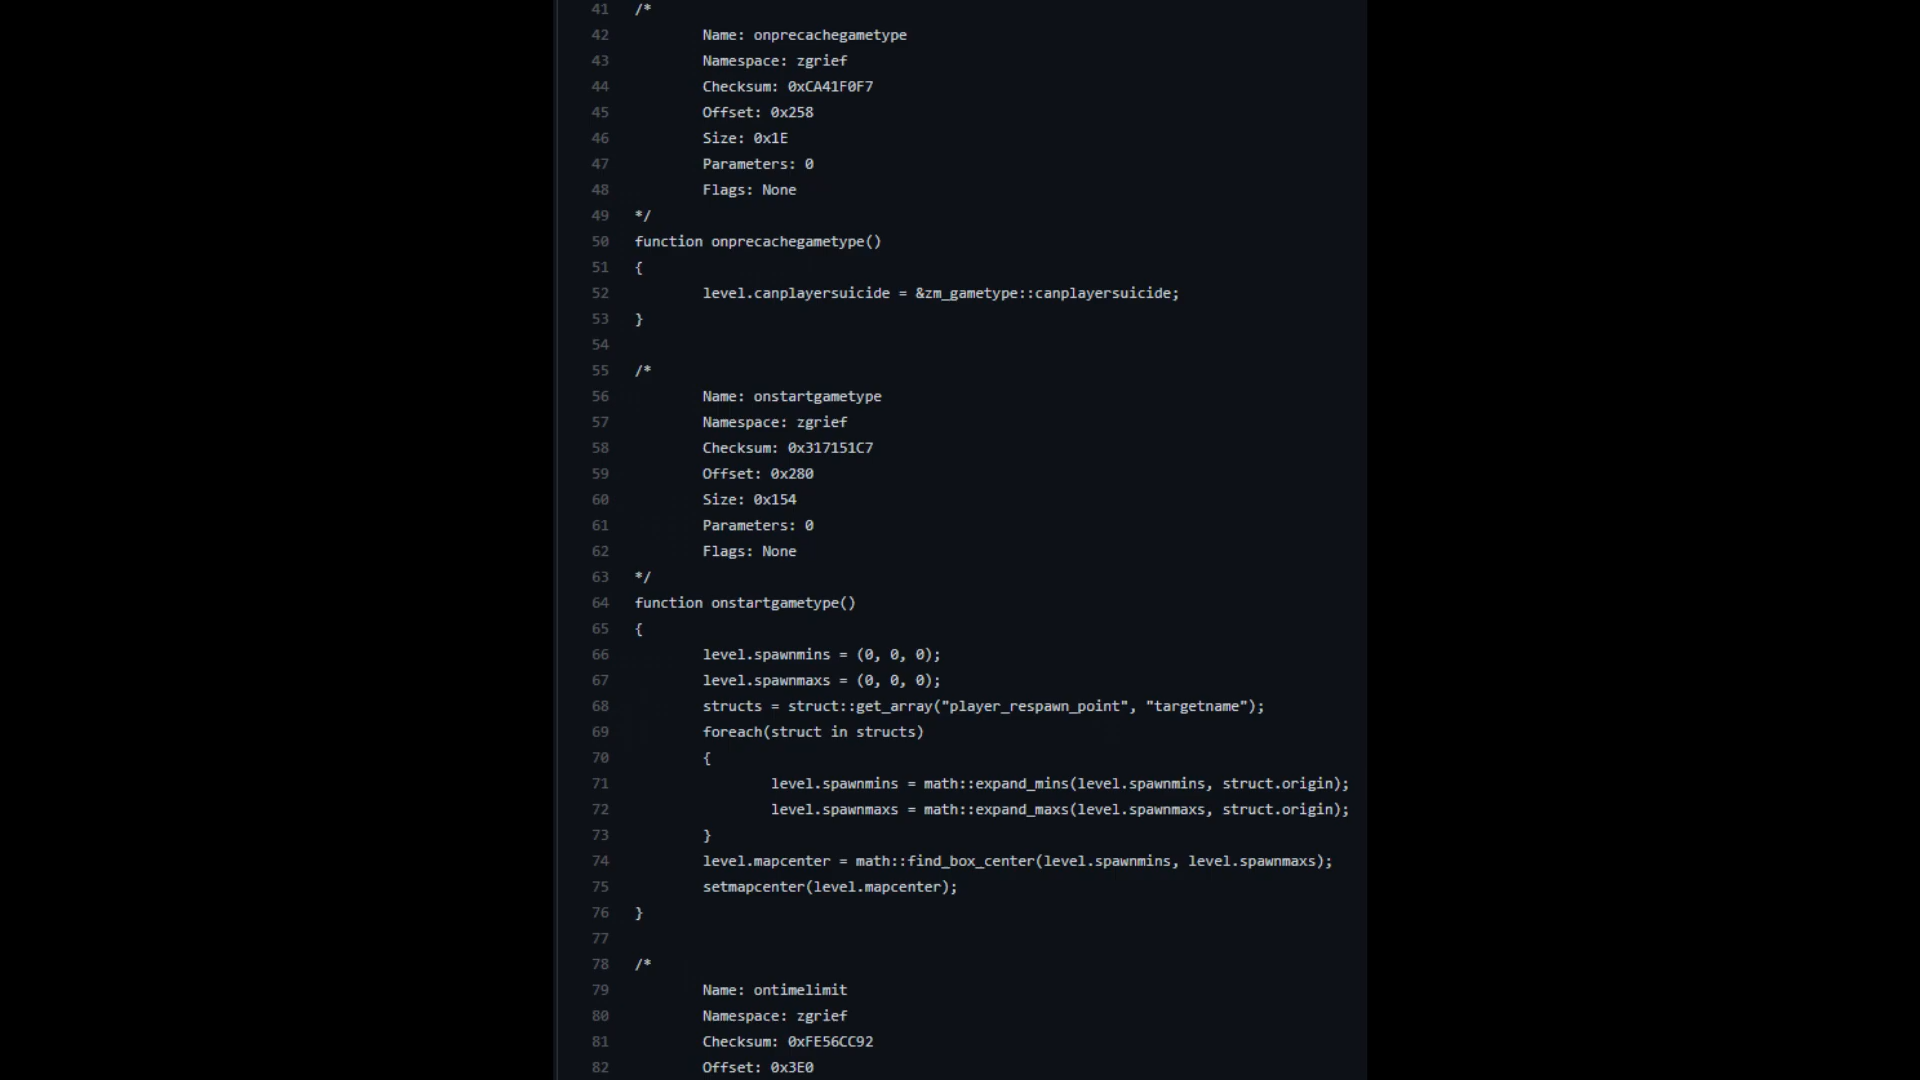 41 /*
42 Name: onprecachegametype
43 Namespace: zgrief
44 Checksum: 0xCA41F0F7
45 Offset: 0x258
46 Size: 0x1E
47 Parameters: 0
48 Flags: None
49 */
50 function onprecachegametype()
51 {
52 level.canplayersuicide = &zm_gametype::canplayersuicide;
53 }
54
55 /*
56 Name: onstartgametype
57 Namespace: zgrief
58 Checksum: 0x317151C7
59 Offset: 0x280
60 Size: 0x154
61 Parameters: 0
62 Flags: None
63 */
64 function onstartgametype()
65 {
66 level.spawnmins = (0, 0, 0);
67 level.spawnmaxs = (0, 0, 0);
68 structs = struct::get_array("player_respawn_point", "targetname");
69 foreach(struct in structs)
70 {
71 level.spawnmins = math::expand_mins(level.spawnmins, struct.origin);
72 level.spawnmaxs = math::expand_maxs(level.spawnmaxs, struct.origin);
73 }
74 level.mapcenter = math::find_box_center(level.spawnmins, level.spawnmaxs);
75 setmapcenter(level.mapcenter);
76 }
77
78 /*
79 Name: ontimelimit
80 Namespace: zgrief
81 Checksum: 0xFE56CC92
82 Offset: 0x3E0